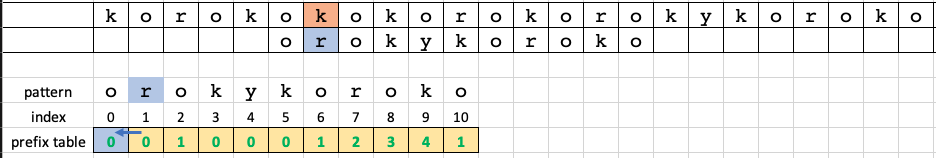 k o r o k o k o k o r o k o r o k y k o r o k o
o r o k y k o r o k o
pattern o r o k y k o r o k o
index 0 1 2 3 4 5 6 7 8 9 10
prefix table 0 0 1 0 0 0 1 2 3 4 1